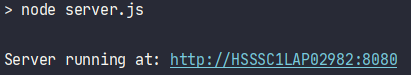 > node server.js
Server running at: http://HSSSC1LAP02982:8080